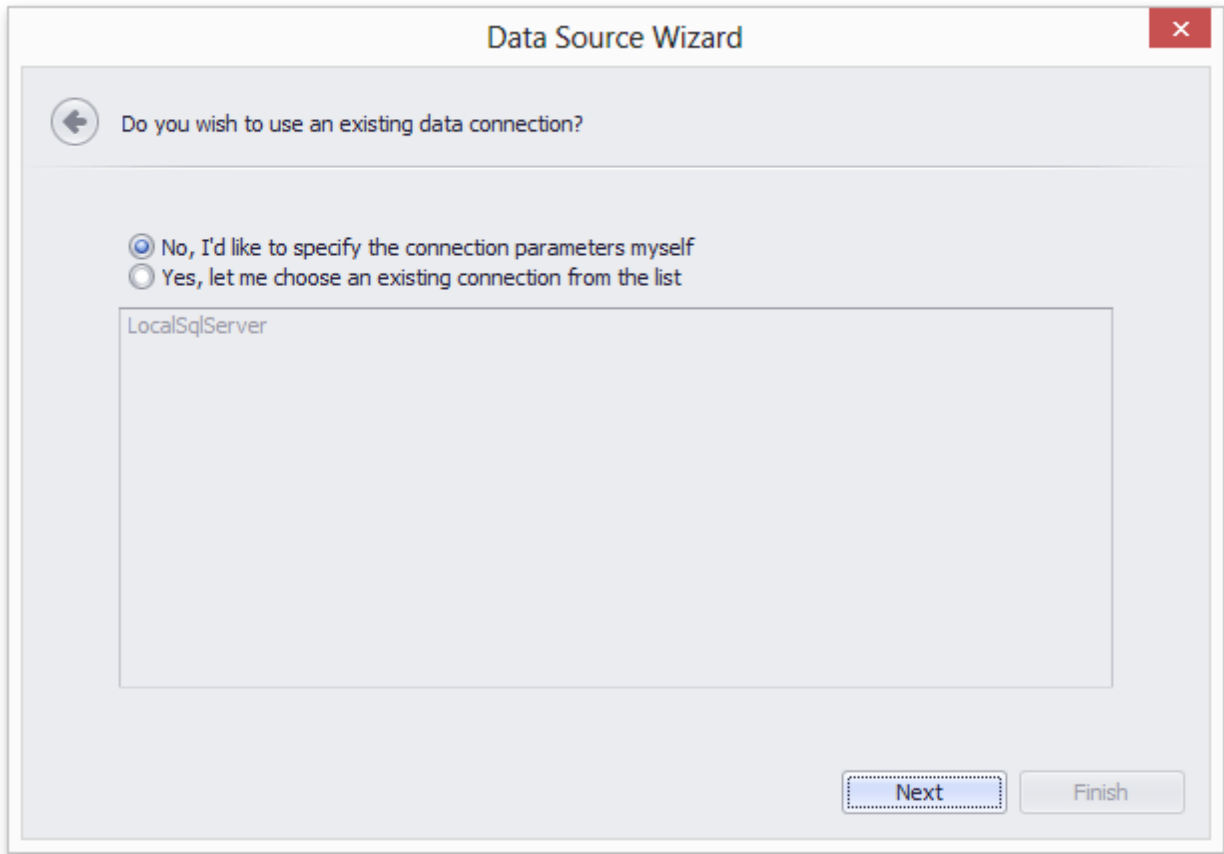 Data Source Wizard
Do you wish to use an existing data connection?
No, I'd like to specify the connection parameters myself
Yes, let me choose an existing connection from the list
LocalSqlServer
Next
Finish